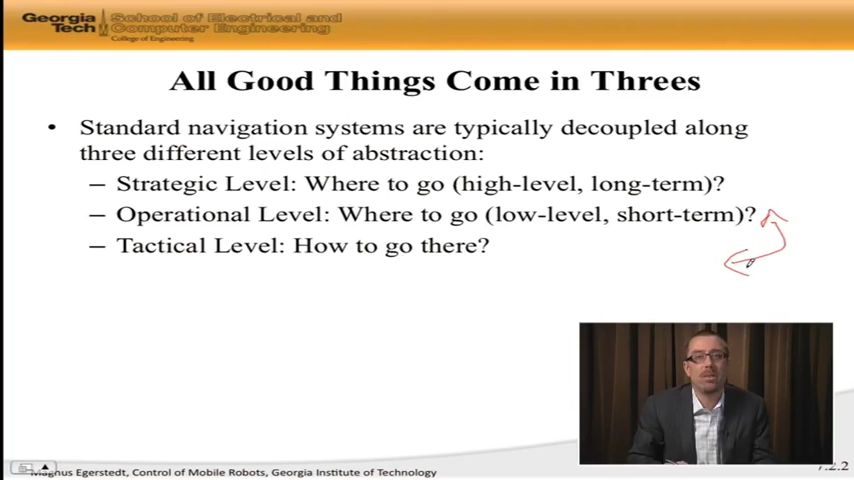 Georgia Tech
School of Electrical and
Computer Engineering
College of Engineering
All Good Things Come in Threes
• Standard navigation systems are typically decoupled along
three different levels of abstraction:
– Strategic Level: Where to go (high-level, long-term)?
– Operational Level: Where to go (low-level, short-term)?
– Tactical Level: How to go there?
Magnus Egerstedt, Control of Mobile Robots, Georgia Institute of Technology
7.2.2